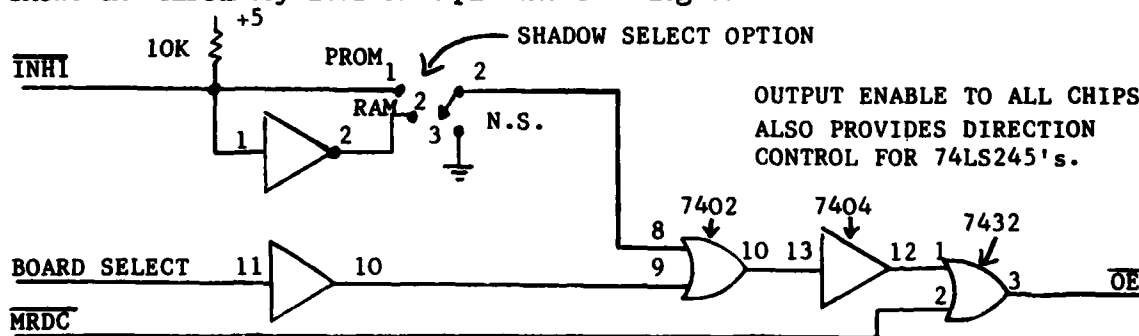 +5
10K
SHADOW SELECT OPTION
INH1
PROM
1
2
RAM
2
3
N.S.
1
2
OUTPUT ENABLE TO ALL CHIPS
ALSO PROVIDES DIRECTION
CONTROL FOR 74LS245's.
7402
7404
7432
8
9
10
13
12
1
2
3
OE
BOARD SELECT
11
10
MRDC